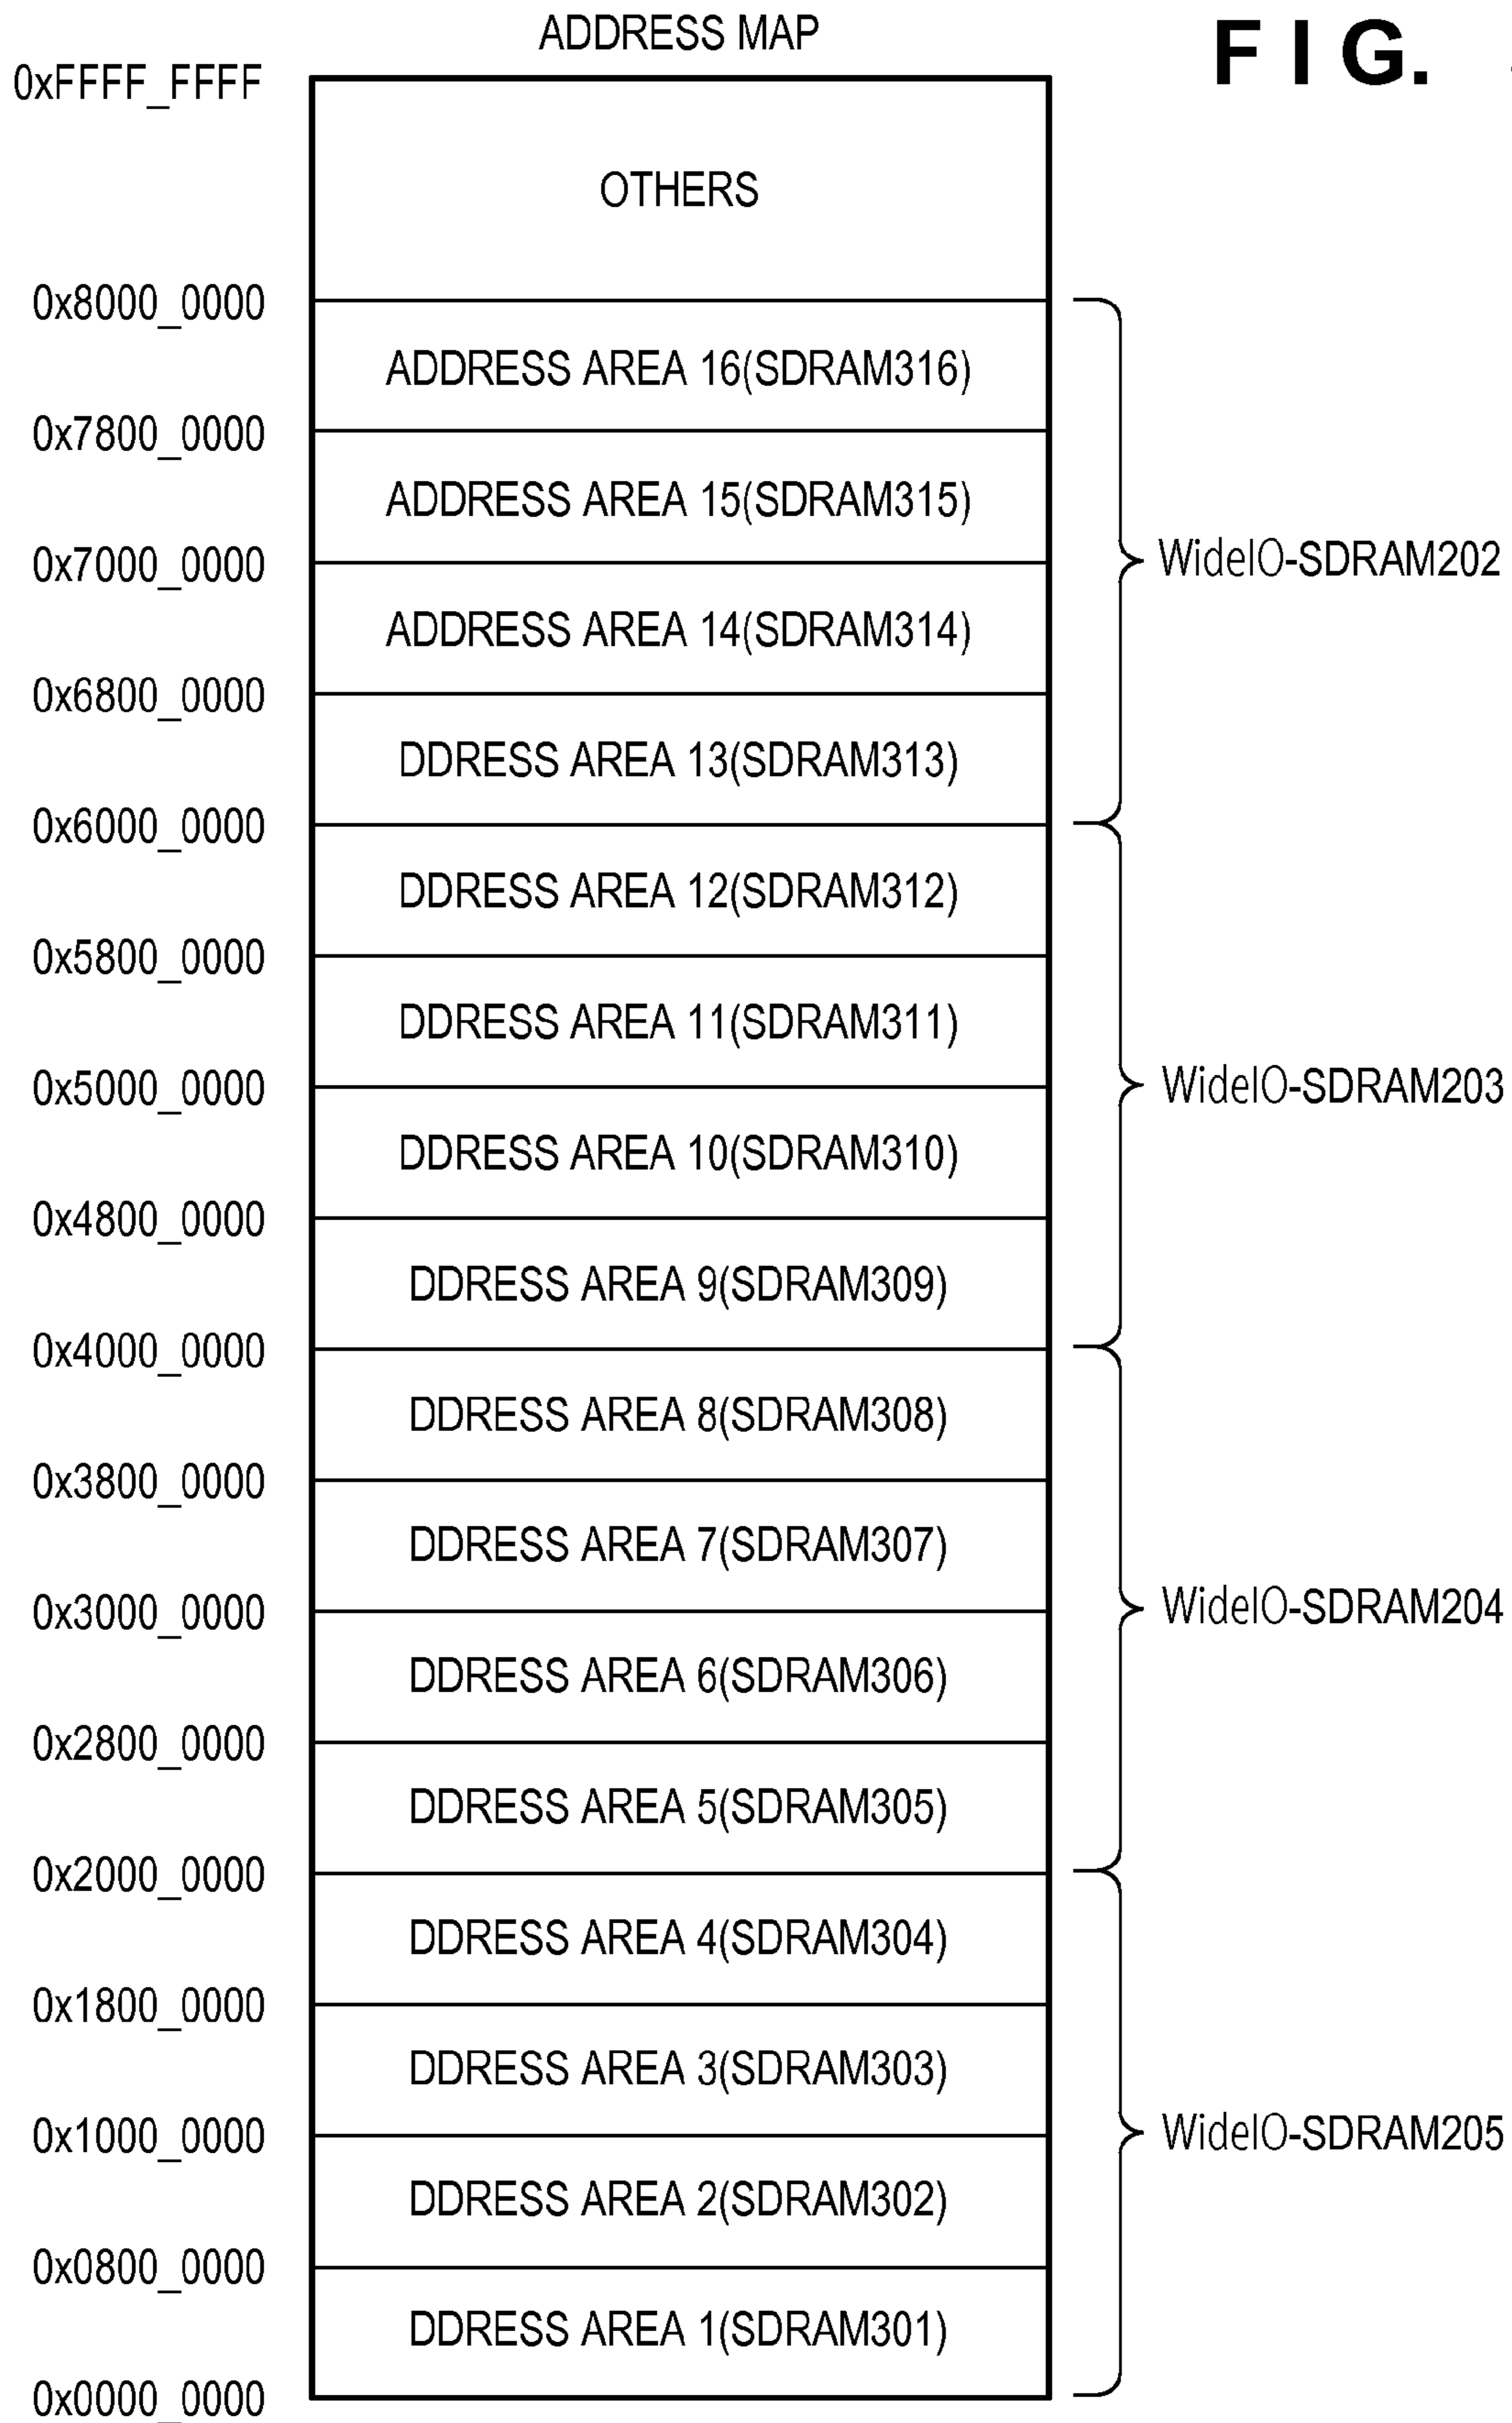 ADDRESS MAP
FIG.
0xFFFF_FFFF
OTHERS
0x8000_0000
ADDRESS AREA 16(SDRAM316)
0x7800_0000
ADDRESS AREA 15(SDRAM315)
0x7000_0000
WideIO-SDRAM202
ADDRESS AREA 14(SDRAM314)
0x6800_0000
DDRESS AREA 13(SDRAM313)
0x6000_0000
DDRESS AREA 12(SDRAM312)
0x5800_0000
DDRESS AREA 11(SDRAM311)
0x5000_0000
WideIO-SDRAM203
DDRESS AREA 10(SDRAM310)
0x4800_0000
DDRESS AREA 9(SDRAM309)
0x4000_0000
DDRESS AREA 8(SDRAM308)
0x3800_0000
DDRESS AREA 7(SDRAM307)
0x3000_0000
WideIO-SDRAM204
DDRESS AREA 6(SDRAM306)
0x2800_0000
DDRESS AREA 5(SDRAM305)
0x2000_0000
DDRESS AREA 4(SDRAM304)
0x1800_0000
DDRESS AREA 3(SDRAM303)
0x1000_0000
WideIO-SDRAM205
DDRESS AREA 2(SDRAM302)
0x0800_0000
DDRESS AREA 1(SDRAM301)
0x0000_0000